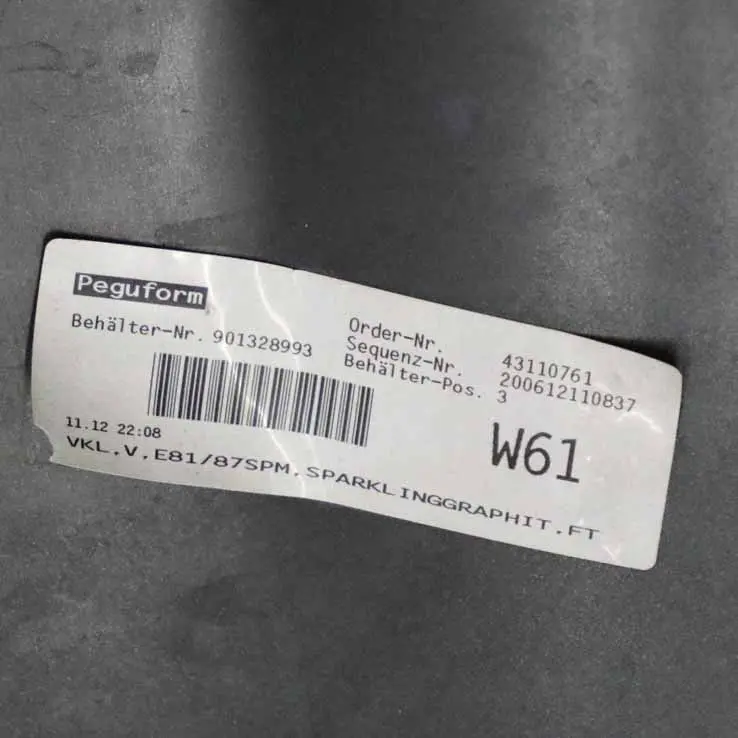 Peguform
Behälter-Nr. 901328993
Order-Nr. 43110761
Sequenz-Nr. 200612110837
Behälter-Pos. 3
11.12 22:08
W61
VKL.V.E81/87SPM.SPARKLINGGRAPHIT.FT